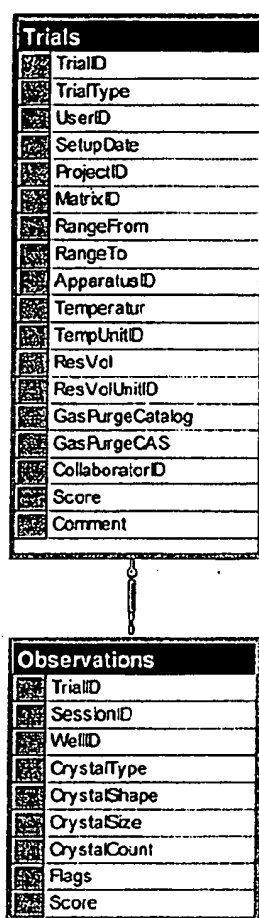 Trials
TrialID
TrialType
UserID
SetupDate
ProjectID
MatrixID
RangeFrom
RangeTo
ApparatusID
Temperatur
TempUnitID
ResVol
ResVolUnitID
GasPurgeCatalog
GasPurgeCAS
CollaboratorID
Score
Comment
Observations
TrialID
SessionID
WellID
CrystalType
CrystalShape
CrystalSize
CrystalCount
Flags
Score